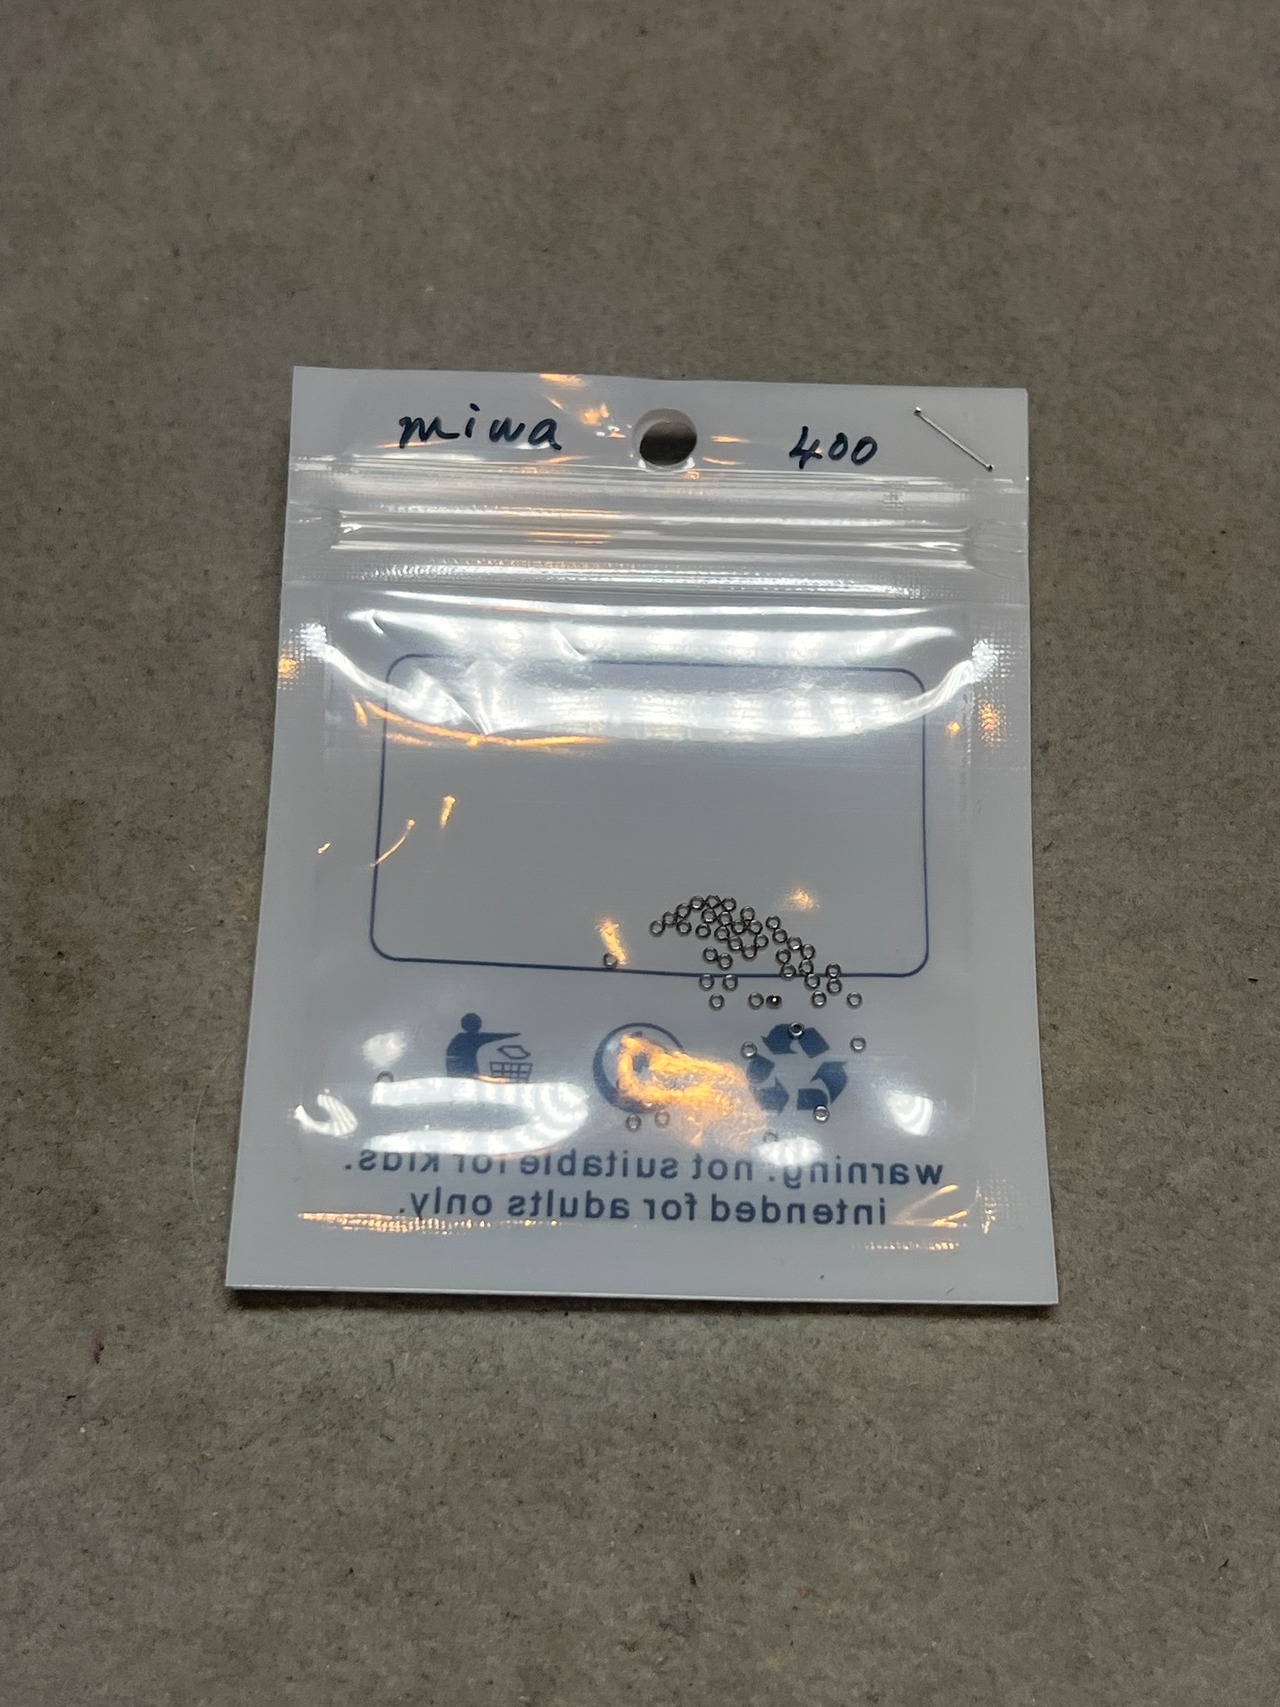 miwa 400
warning: not suitable for kids.
intended for adults only.